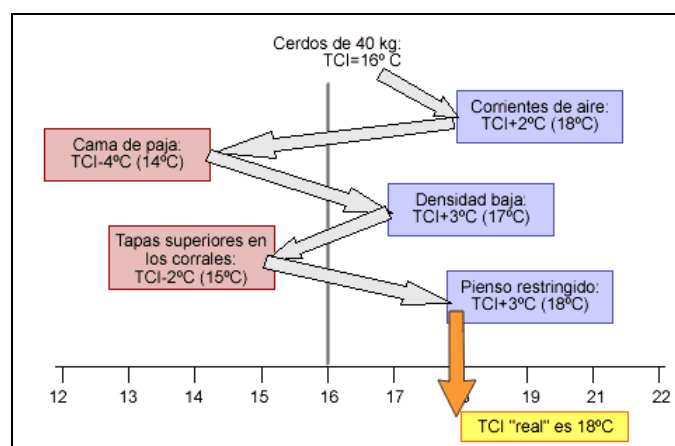 Cerdos de 40 kg:
TCI=16º C
Corrientes de aire:
TCI+2ºC (18ºC)
Cama de paja:
TCI-4ºC (14ºC)
Densidad baja:
TCI+3ºC (17ºC)
Tapas superiores en
los corrales:
TCI-2ºC (15ºC)
Pienso restringido:
TCI+3ºC (18ºC)
12 13 14 15 16 17 18 19 20 21 22
TCI "real" es 18ºC